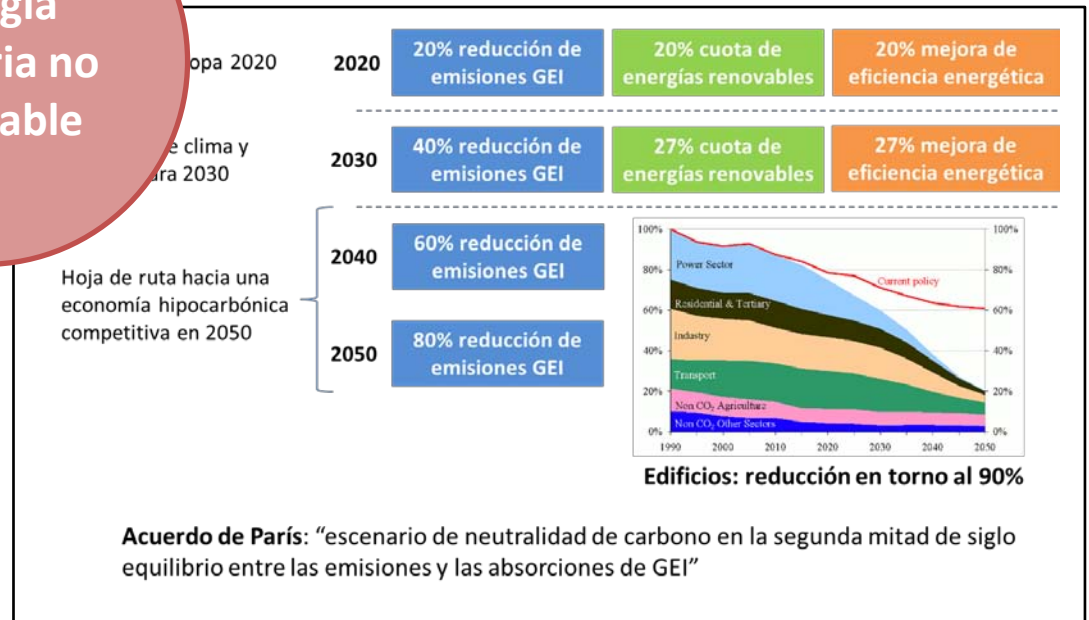 gía
ria no
able
opa 2020
2020
20% reducción de
emisiones GEI
20% cuota de
energías renovables
20% mejora de
eficiencia energética
e clima y
ara 2030
2030
40% reducción de
emisiones GEI
27% cuota de
energías renovables
27% mejora de
eficiencia energética
Hoja de ruta hacia una
economía hipocarbónica
competitiva en 2050
2040
60% reducción de
emisiones GEI
2050
80% reducción de
emisiones GEI
100%
80%
60%
40%
20%
0%
Power Sector
Current policy
Residential & Tertiary
Industry
Transport
Non CO₂ Agriculture
Non CO₂ Other Sectors
100%
80%
60%
40%
20%
0%
1990 2000 2010 2020 2030 2040 2050
Edificios: reducción en torno al 90%
Acuerdo de París: “escenario de neutralidad de carbono en la segunda mitad de siglo
equilibrio entre las emisiones y las absorciones de GEI”